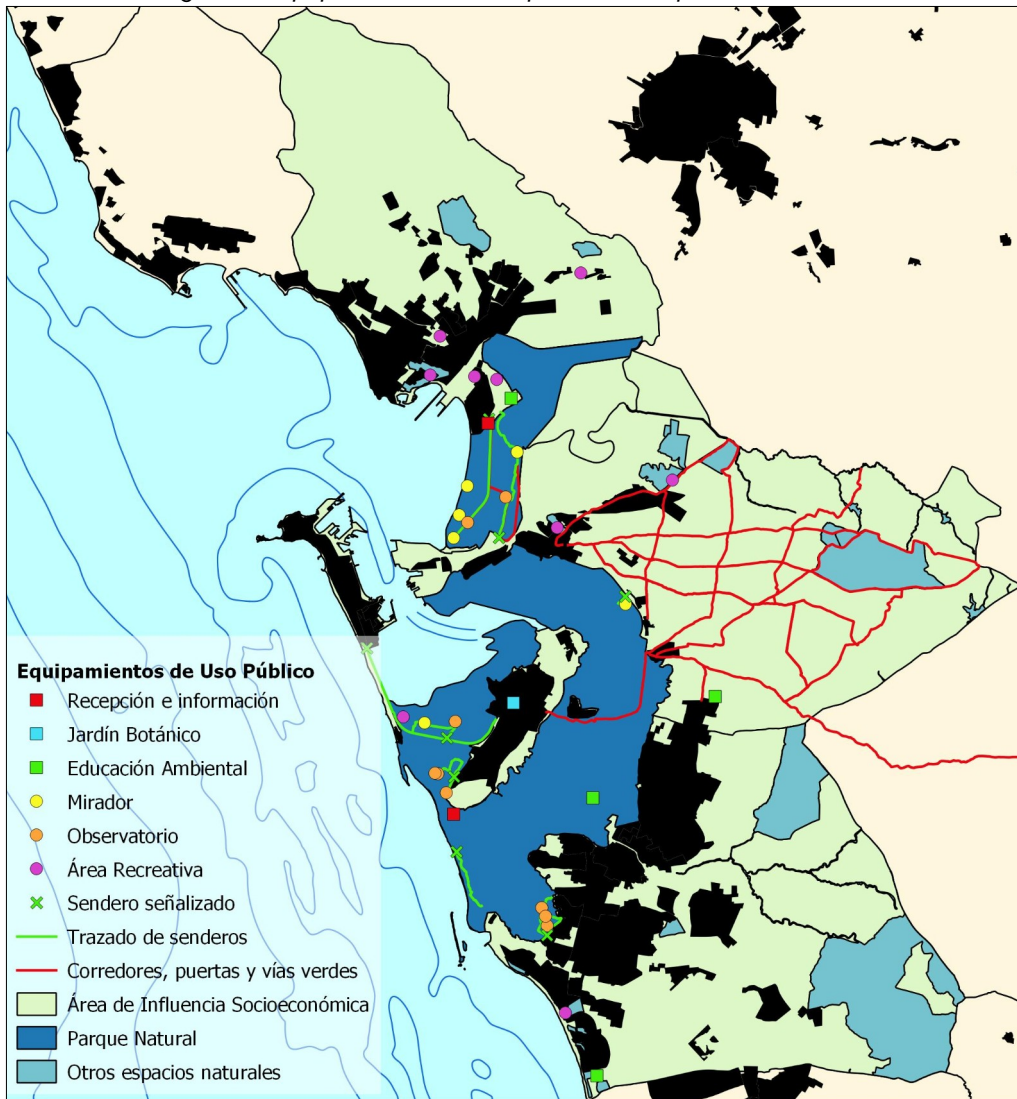 Equipamientos de Uso Público
Recepción e información
Jardín Botánico
Educación Ambiental
Mirador
Observatorio
Área Recreativa
Sendero señalizado
Trazado de senderos
Corredores, puertas y vías verdes
Área de Influencia Socioeconómica
Parque Natural
Otros espacios naturales